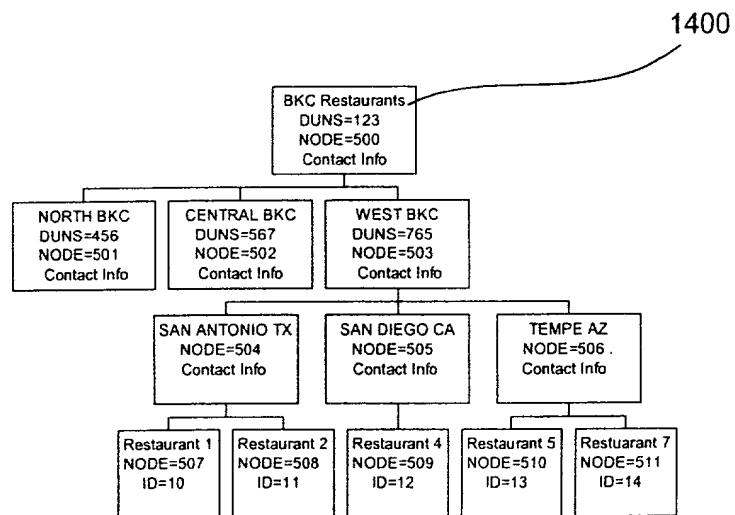 1400
BKC Restaurants
DUNS=123
NODE=500
Contact Info
NORTH BKC
DUNS=456
NODE=501
Contact Info
CENTRAL BKC
DUNS=567
NODE=502
Contact Info
WEST BKC
DUNS=765
NODE=503
Contact Info
SAN ANTONIO TX
NODE=504
Contact Info
SAN DIEGO CA
NODE=505
Contact Info
TEMPE AZ
NODE=506 .
Contact Info
Restaurant 1
NODE=507
ID=10
Restaurant 2
NODE=508
ID=11
Restaurant 4
NODE=509
ID=12
Restaurant 5
NODE=510
ID=13
Restuarant 7
NODE=511
ID=14